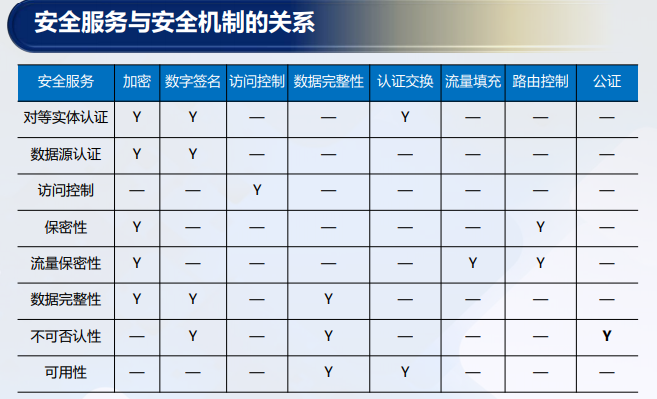 安全服务与安全机制的关系
安全服务 加密 数字签名 访问控制 数据完整性 认证交换 流量填充 路由控制 公证
对等实体认证 Y Y — — Y — — —
数据源认证 Y Y — — — — — —
访问控制 — — Y — — — — —
保密性 Y — — — — — Y —
流量保密性 Y — — — — Y Y —
数据完整性 Y Y — Y — — — —
不可否认性 — Y — Y — — — Y
可用性 — — — Y Y — — —